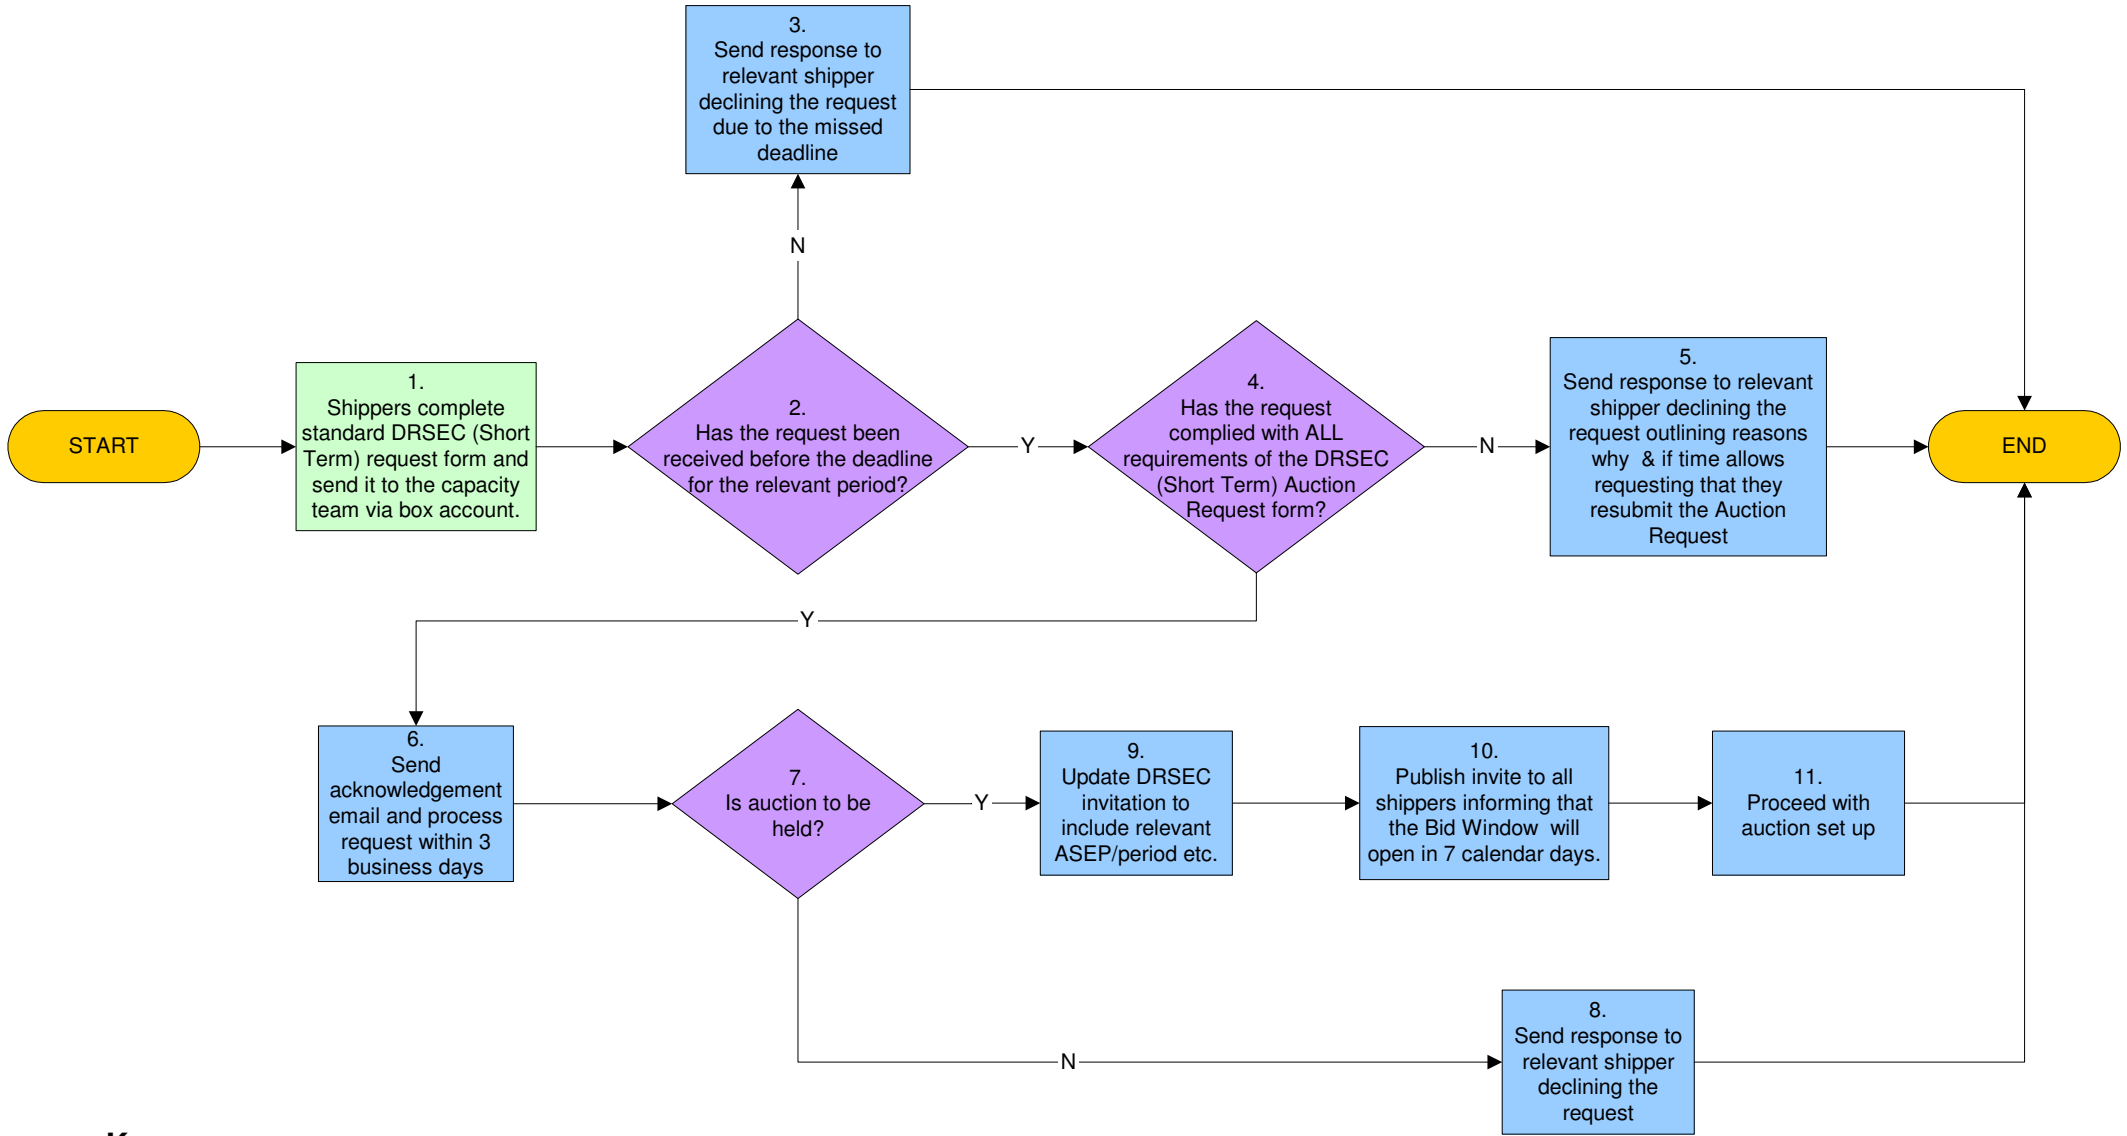 3.
Send response to
relevant shipper
declining the request
due to the missed
deadline
N
START
1.
Shippers complete
standard DRSEC (Short
Term) request form and
send it to the capacity
team via box account.
2.
Has the request been
received before the deadline
for the relevant period?
Y
4.
Has the request
complied with ALL
requirements of the DRSEC
(Short Term) Auction
Request form?
N
5.
Send response to relevant
shipper declining the
request outlining reasons
why & if time allows
requesting that they
resubmit the Auction
Request
END
Y
6.
Send
acknowledgement
email and process
request within 3
business days
7.
Is auction to be
held?
Y
9.
Update DRSEC
invitation to
include relevant
ASEP/period etc.
10.
Publish invite to all
shippers informing that
the Bid Window will
open in 7 calendar days.
11.
Proceed with
auction set up
N
8.
Send response to
relevant shipper
declining the
request